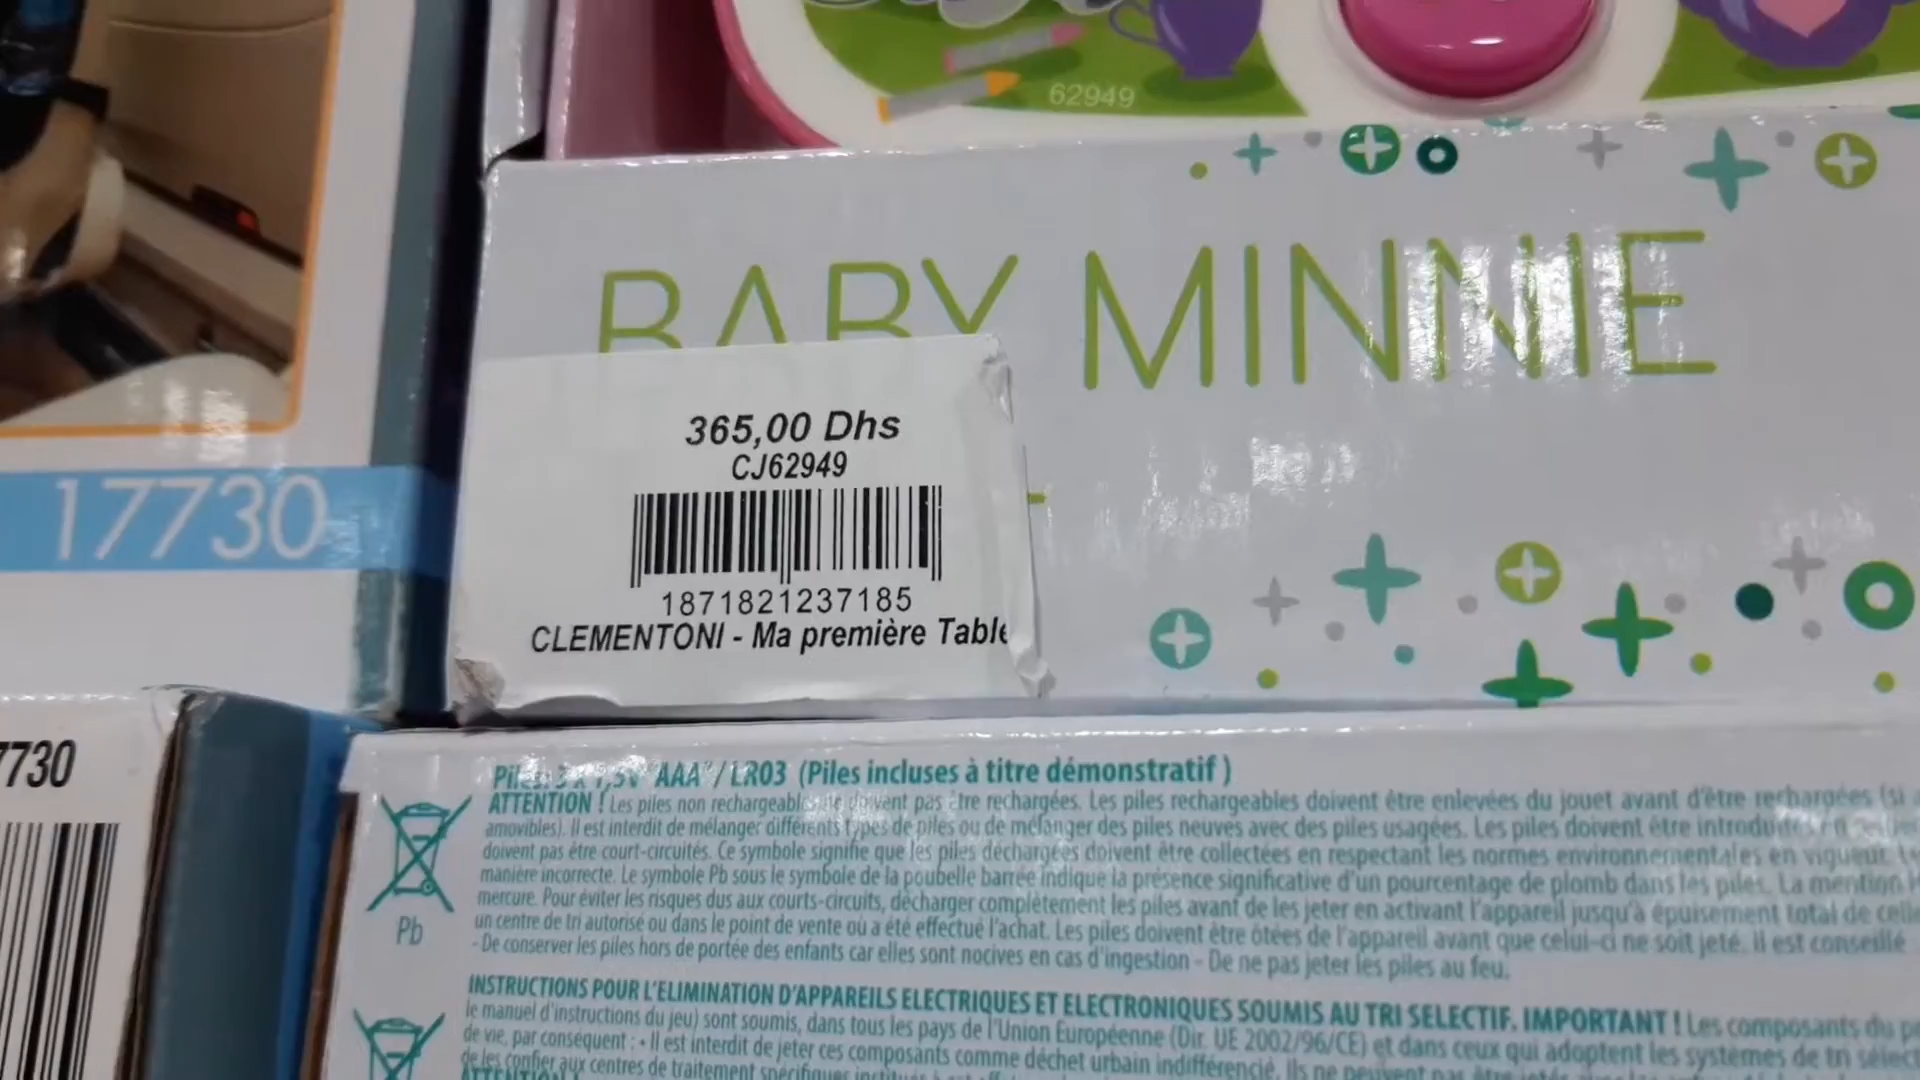 62949
BABY MINNIE
365,00 Dhs
CJ62949
1871821237185
CLEMENTONI - Ma première Table
17730
7730
AAA"/LR03 (Piles incluses à titre démonstratif)
ATTENTION ! Les piles non rechargeables ne doivent pas être rechargées. Les piles rechargeables doivent être enlevées du jouet avant d'être rechargées (si
amovibles). Il est interdit de mélanger différents types de piles ou de mélanger des piles neuves avec des piles usagées. Les piles doivent être introduites
doivent pas être court-circuités. Ce symbole signifie que les piles déchargées doivent être collectées en respectant les normes environnementales en vigueur.
manière incorrecte. Le symbole Pb sous le symbole de la poubelle barrée indique la présence significative d'un pourcentage de plomb dans les piles. La mention
mercure. Pour éviter les risques dus aux courts-circuits, décharger complètement les piles avant de les jeter en activant l'appareil jusqu'à épuisement total de
un centre de tri autorisé ou dans le point de vente où a été effectué l'achat. Les piles doivent être ôtées de l'appareil avant que celui-ci ne soit jeté. Il est conseillé
- De conserver les piles hors de portée des enfants car elles sont nocives en cas d'ingestion - De ne pas jeter les piles au feu.
Pb
INSTRUCTIONS POUR L'ELIMINATION D'APPAREILS ELECTRIQUES ET ELECTRONIQUES SOUMIS AU TRI SELECTIF. IMPORTANT ! Les composants du
le manuel d'instructions du jeu) sont soumis, dans tous les pays de l'Union Européenne (Dir. UE 2002/96/CE) et dans ceux qui adoptent les systèmes de tri
de vie, par conséquent : • Il est interdit de jeter ces composants comme déchet urbain indifférencié. Ils ne peuvent pas être
de les confier aux centres de traitement spécifiques
ATTENTION !